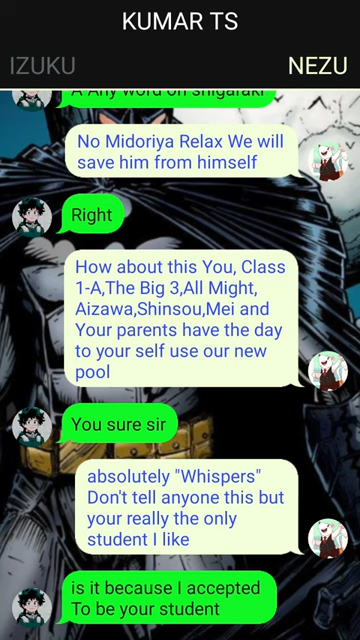 KUMAR TS
IZUKU
NEZU
A Any word on shigaraki
No Midoriya Relax We will
save him from himself
Right
How about this You, Class
1-A,The Big 3,All Might,
Aizawa,Shinsou,Mei and
Your parents have the day
to your self use our new
pool
You sure sir
absolutely "Whispers"
Don't tell anyone this but
your really the only
student I like
is it because I accepted
To be your student